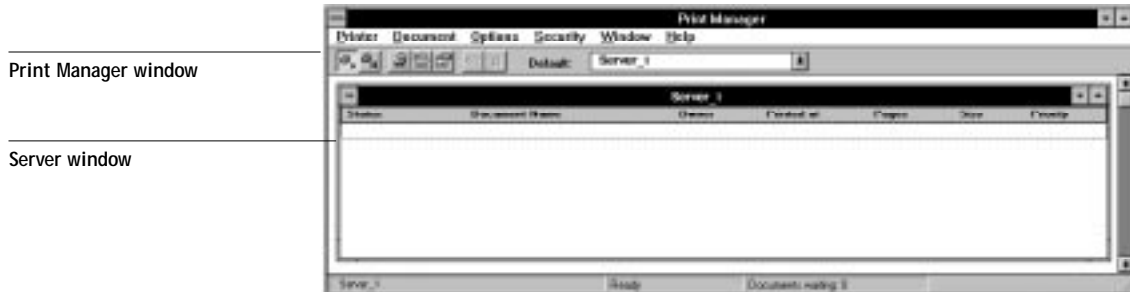 Print Manager
Printer Document Options Security Window Help
Default: Server_1
Print Manager window
Server_1
Status Document Name Owner Printed at Pages Size Priority
Server window
Server_1 Ready Documents waiting: 0